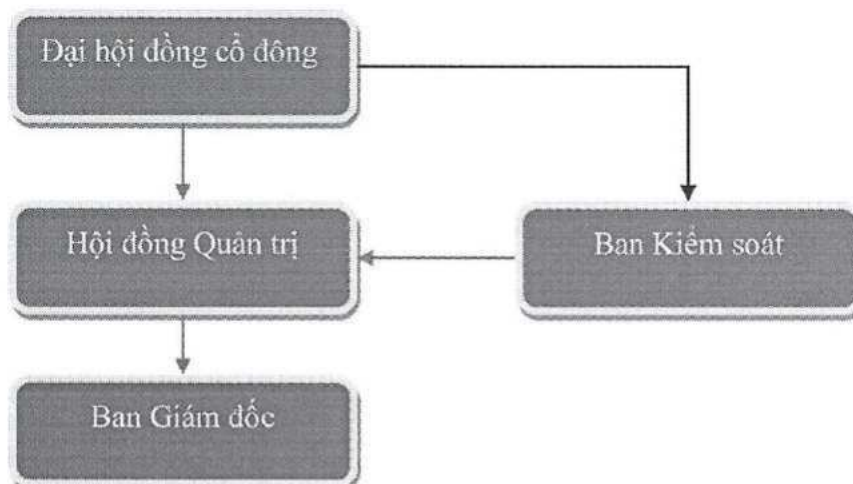 Đại hội đồng cổ đông
Hội đồng Quản trị
Ban Kiểm soát
Ban Giám đốc